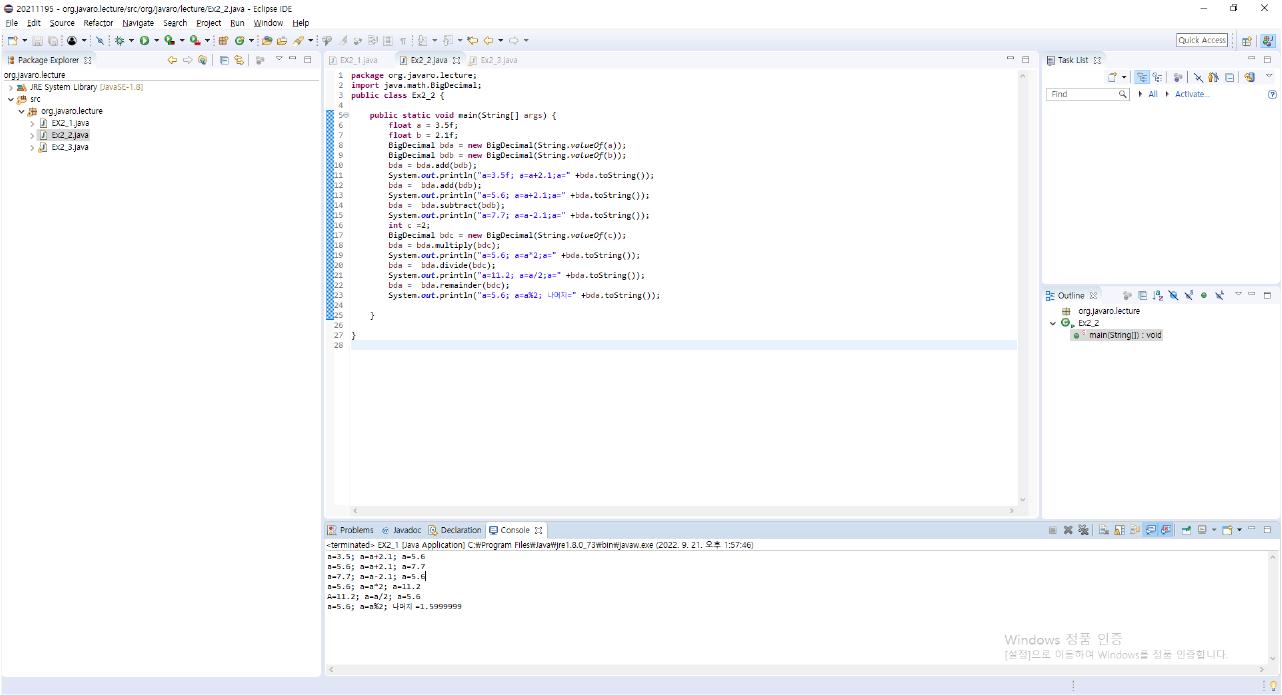 20211195 - org.javaro.lecture/src/org/javaro/lecture/Ex2_2.java - Eclipse IDE
File Edit Source Refactor Navigate Search Project Run Window Help
Quick Access
Package Explorer
org.javaro.lecture
JRE System Library [JavaSE-1.8]
src
org.javaro.lecture
EX2_1.java
Ex2_2.java
EX2_3.java
EX2_1.java Ex2_2.java Ex2_3.java
1 package org.javaro.lecture;
2 import java.math.BigDecimal;
3 public class Ex2_2 {
4
5 public static void main(String[] args) {
6 float a = 3.5f;
7 float b = 2.1f;
8 BigDecimal bda = new BigDecimal(String.valueOf(a));
9 BigDecimal bdb = new BigDecimal(String.valueOf(b));
10 bda = bda.add(bdb);
11 System.out.println("a=3.5f; a=a+2.1;a=" +bda.toString());
12 bda =  bda.add(bdb);
13 System.out.println("a=5.6; a=a+2.1;a=" +bda.toString());
14 bda =  bda.subtract(bdb);
15 System.out.println("a=7.7; a=a-2.1;a=" +bda.toString());
16 int c =2;
17 BigDecimal bdc = new BigDecimal(String.valueOf(c));
18 bda = bda.multiply(bdc);
19 System.out.println("a=5.6; a=a*2;a=" +bda.toString());
20 bda =  bda.divide(bdc);
21 System.out.println("a=11.2; a=a/2;a=" +bda.toString());
22 bda =  bda.remainder(bdc);
23 System.out.println("a=5.6; a=a%2; 나머지=" +bda.toString());
24
25 }
26
27 }
28
Task List
Find All Activate...
Outline
org.javaro.lecture
Ex2_2
main(String[]) : void
Problems Javadoc Declaration Console
<terminated> EX2_1 [Java Application] C:₩Program Files₩Java₩jre1.8.0_73₩bin₩javaw.exe (2022. 9. 21. 오후 1:57:46)
a=3.5; a=a+2.1; a=5.6
a=5.6; a=a+2.1; a=7.7
a=7.7; a=a-2.1; a=5.6
a=5.6; a=a*2; a=11.2
A=11.2; a=a/2; a=5.6
a=5.6; a=a%2; 나머지 =1.5999999
Windows 정품 인증
[설정]으로 이동하여 Windows를 정품 인증합니다.